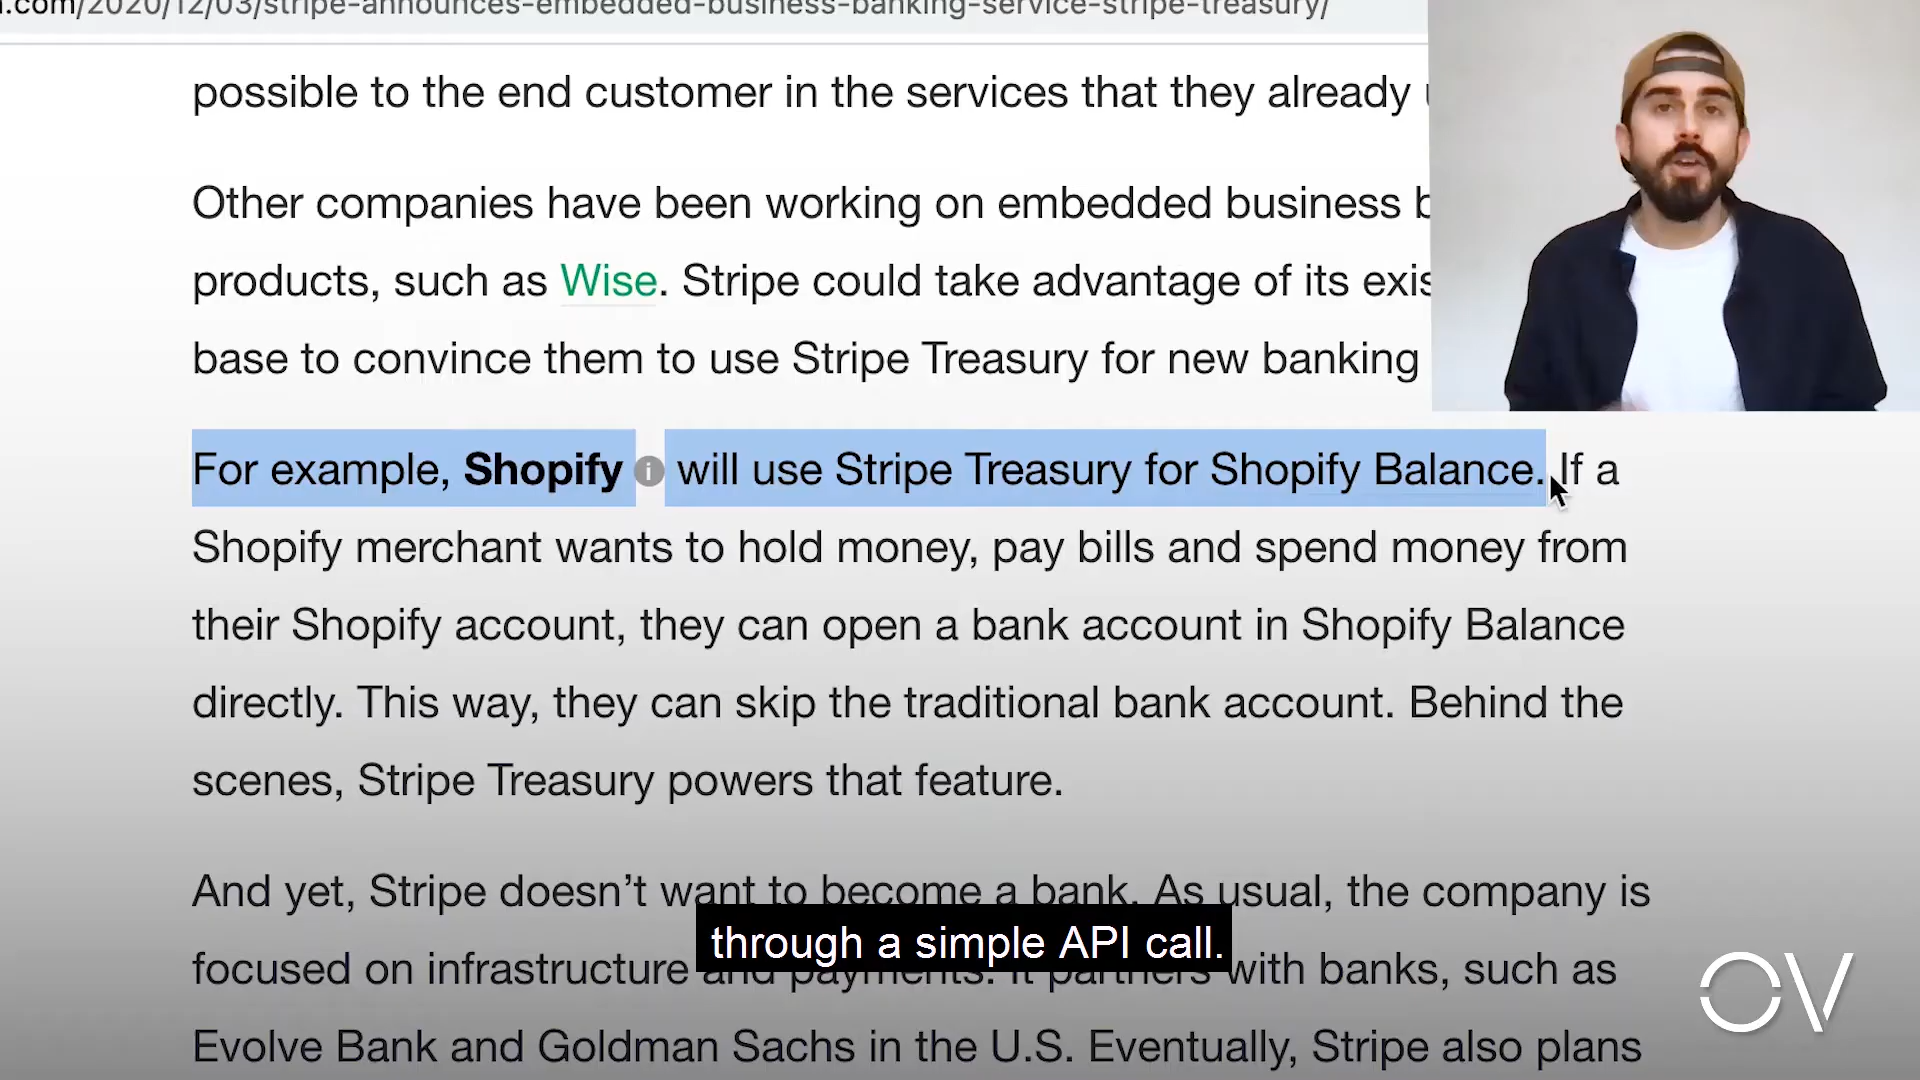 .com/2020/12/03/stripe-announces-embedded-business-banking-service-stripe-treasury/
possible to the end customer in the services that they already
Other companies have been working on embedded business
products, such as Wise. Stripe could take advantage of its
base to convince them to use Stripe Treasury for new banking
For example, Shopify i will use Stripe Treasury for Shopify Balance. If a
Shopify merchant wants to hold money, pay bills and spend money from
their Shopify account, they can open a bank account in Shopify Balance
directly. This way, they can skip the traditional bank account. Behind the
scenes, Stripe Treasury powers that feature.
And yet, Stripe doesn’t want to become a bank. As usual, the company is
through a simple API call.
focused on infrastructure and payments. It partners with banks, such as
Evolve Bank and Goldman Sachs in the U.S. Eventually, Stripe also plans
OV